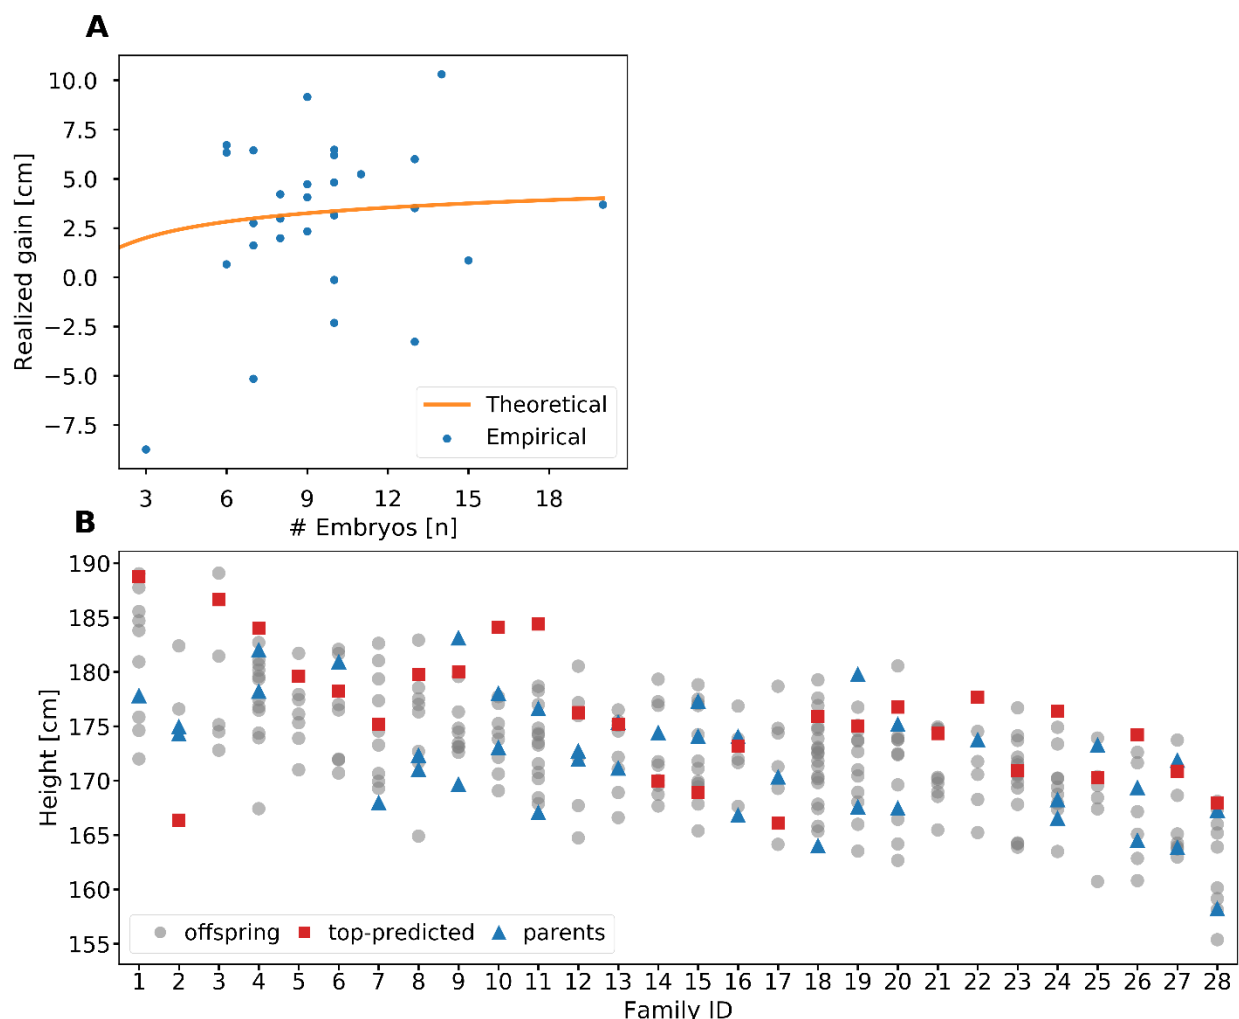 A
10.0
7.5
5.0
2.5
0.0
−2.5
−5.0
−7.5
Realized gain [cm]
Theoretical
Empirical
3 6 9 12 15 18
# Embryos [n]
B
190
185
180
175
170
165
160
155
Height [cm]
offspring top-predicted parents
1 2 3 4 5 6 7 8 9 10 11 12 13 14 15 16 17 18 19 20 21 22 23 24 25 26 27 28
Family ID